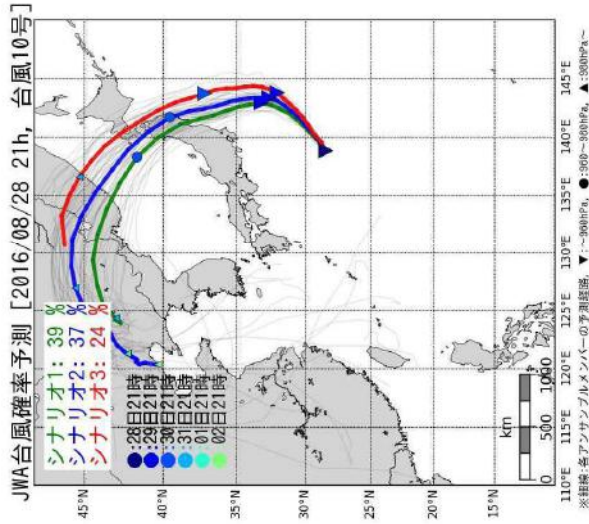 JWA台風確率予測 [2016/08/28 21h, 台風10号]
シナリオ1: 39 %
シナリオ2: 37 %
シナリオ3: 24 %
:28日21時
:29日21時
:30日21時
:31日21時
:01日21時
:02日21時
45°N
40°N
35°N
30°N
25°N
20°N
15°N
km
0 500 1000
110°E 115°E 120°E 125°E 130°E 135°E 140°E 145°E
※細線:各アンサンブルメンバーの予測経路, ▼:~960hPa, ●:960~980hPa, ▲:980hPa~